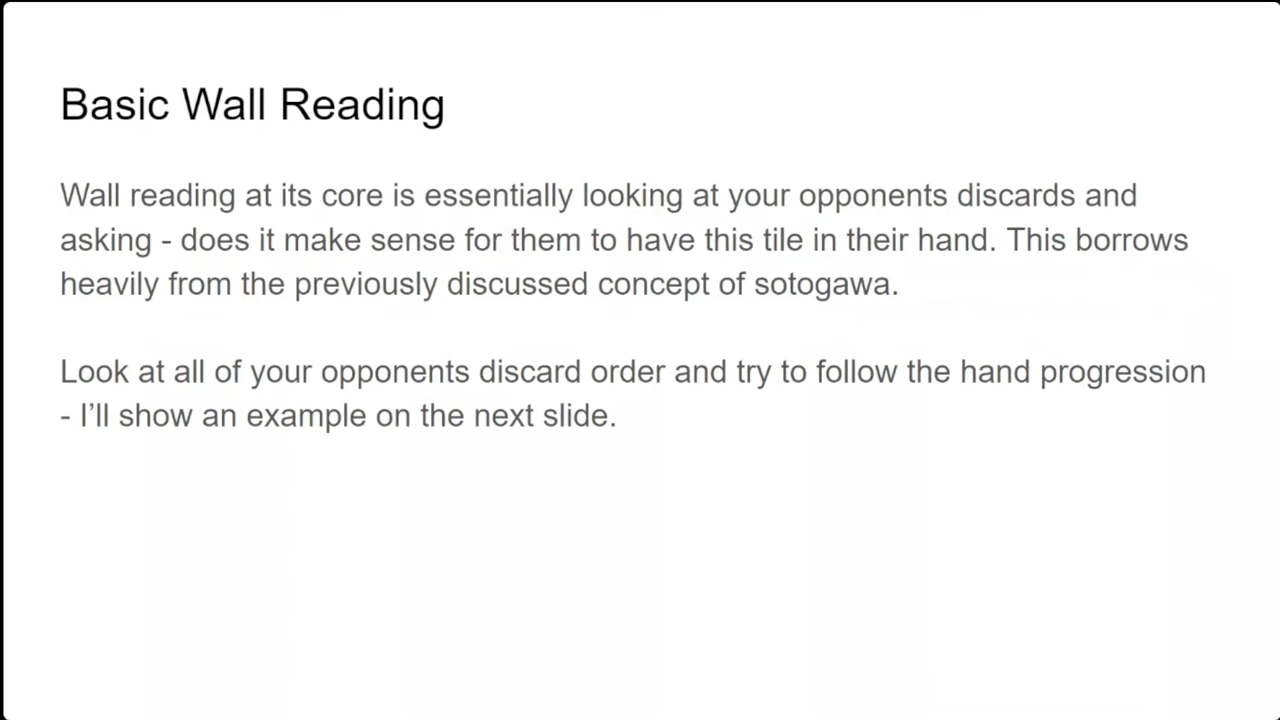 Basic Wall Reading
Wall reading at its core is essentially looking at your opponents discards and
asking - does it make sense for them to have this tile in their hand. This borrows
heavily from the previously discussed concept of sotogawa.
Look at all of your opponents discard order and try to follow the hand progression
- I’ll show an example on the next slide.